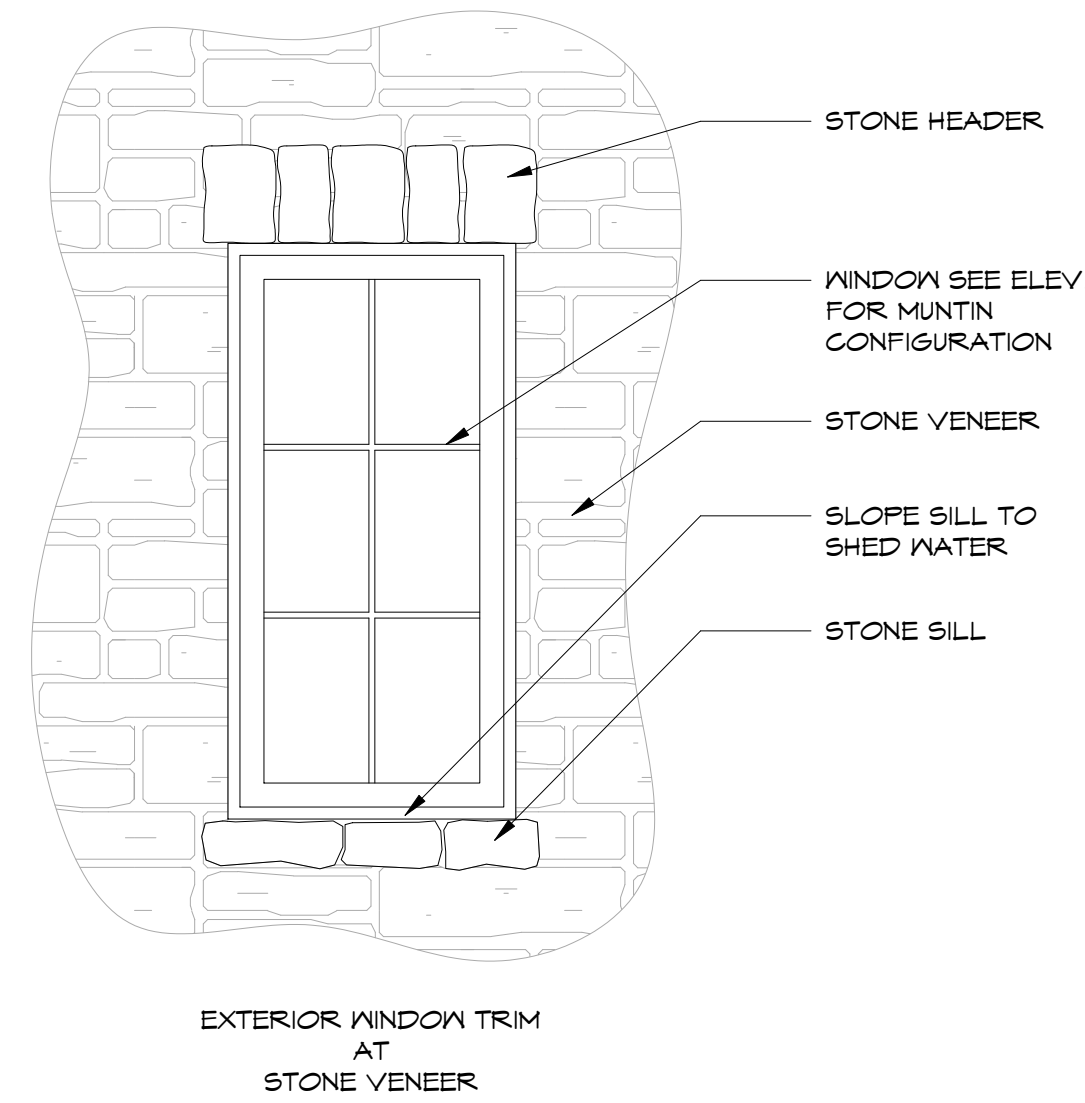 STONE HEADER
WINDOW SEE ELEV
FOR MUNTIN
CONFIGURATION
STONE VENEER
SLOPE SILL TO
SHED WATER
STONE SILL
EXTERIOR WINDOW TRIM
AT
STONE VENEER